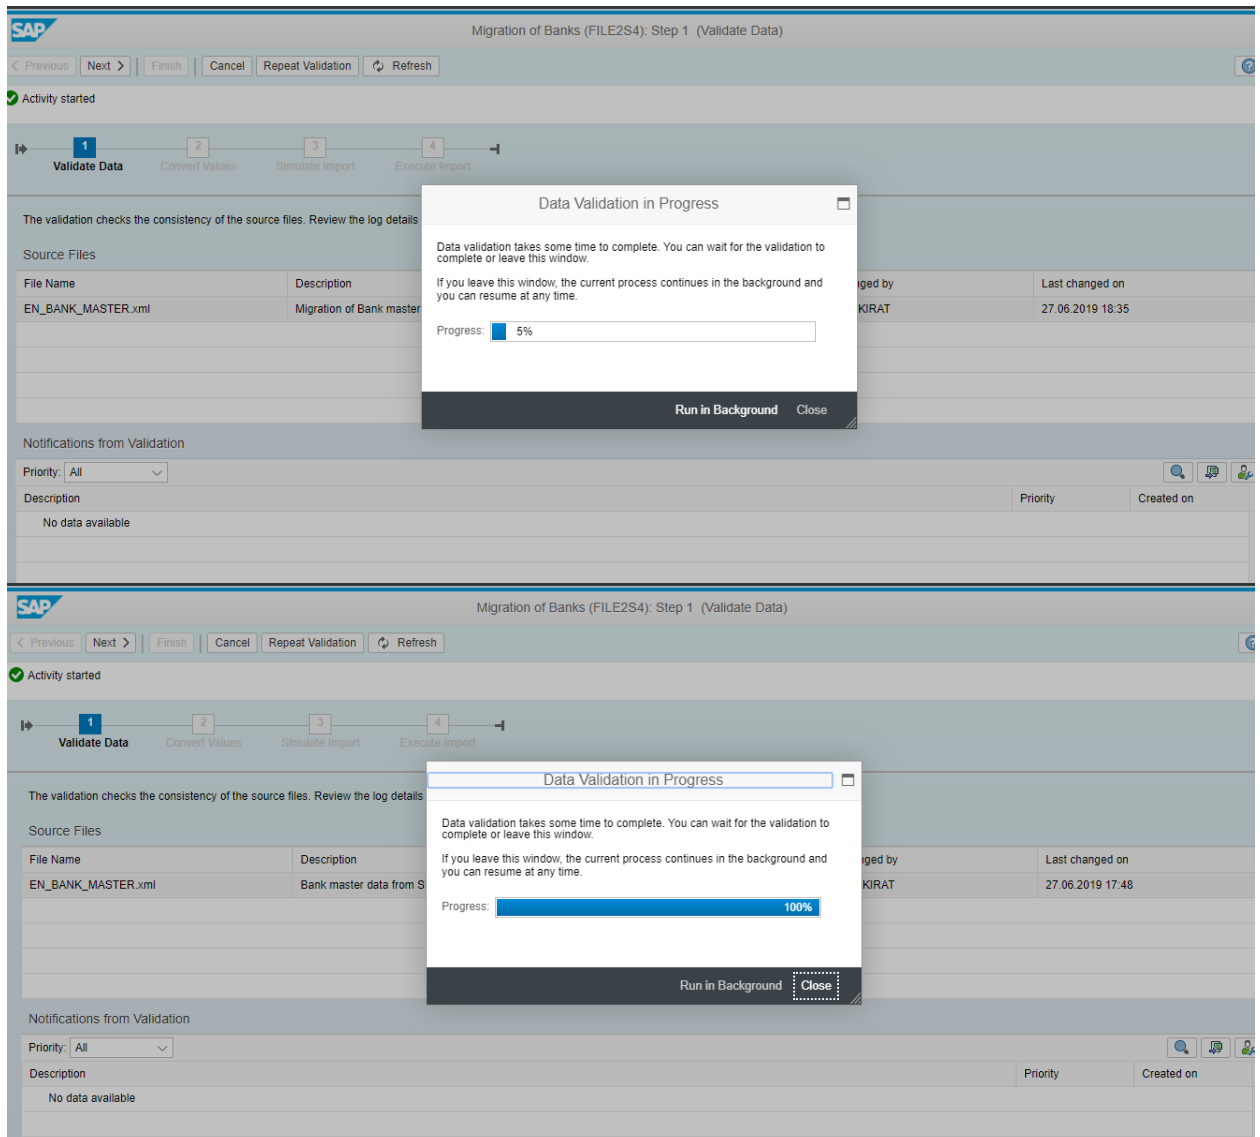 SAP
Migration of Banks (FILE2S4): Step 1 (Validate Data)
< Previous Next > Finish Cancel Repeat Validation Refresh
Activity started
1 2 3 4
Validate Data Convert Values Simulate Import Execute Import
Data Validation in Progress
The validation checks the consistency of the source files. Review the log details
Data validation takes some time to complete. You can wait for the validation to
complete or leave this window.
If you leave this window, the current process continues in the background and
you can resume at any time.
Progress: 5%
Run in Background Close
Source Files
File Name Description Last changed on
EN_BANK_MASTER.xml Migration of Bank master KIRAT 27.06.2019 18:35
Notifications from Validation
Priority: All
Description Priority Created on
No data available
SAP
Migration of Banks (FILE2S4): Step 1 (Validate Data)
< Previous Next > Finish Cancel Repeat Validation Refresh
Activity started
1 2 3 4
Validate Data Convert Values Simulate Import Execute Import
Data Validation in Progress
The validation checks the consistency of the source files. Review the log details
Data validation takes some time to complete. You can wait for the validation to
complete or leave this window.
If you leave this window, the current process continues in the background and
you can resume at any time.
Progress: 100%
Run in Background Close
Source Files
File Name Description Last changed on
EN_BANK_MASTER.xml Bank master data from S KIRAT 27.06.2019 17:48
Notifications from Validation
Priority: All
Description Priority Created on
No data available